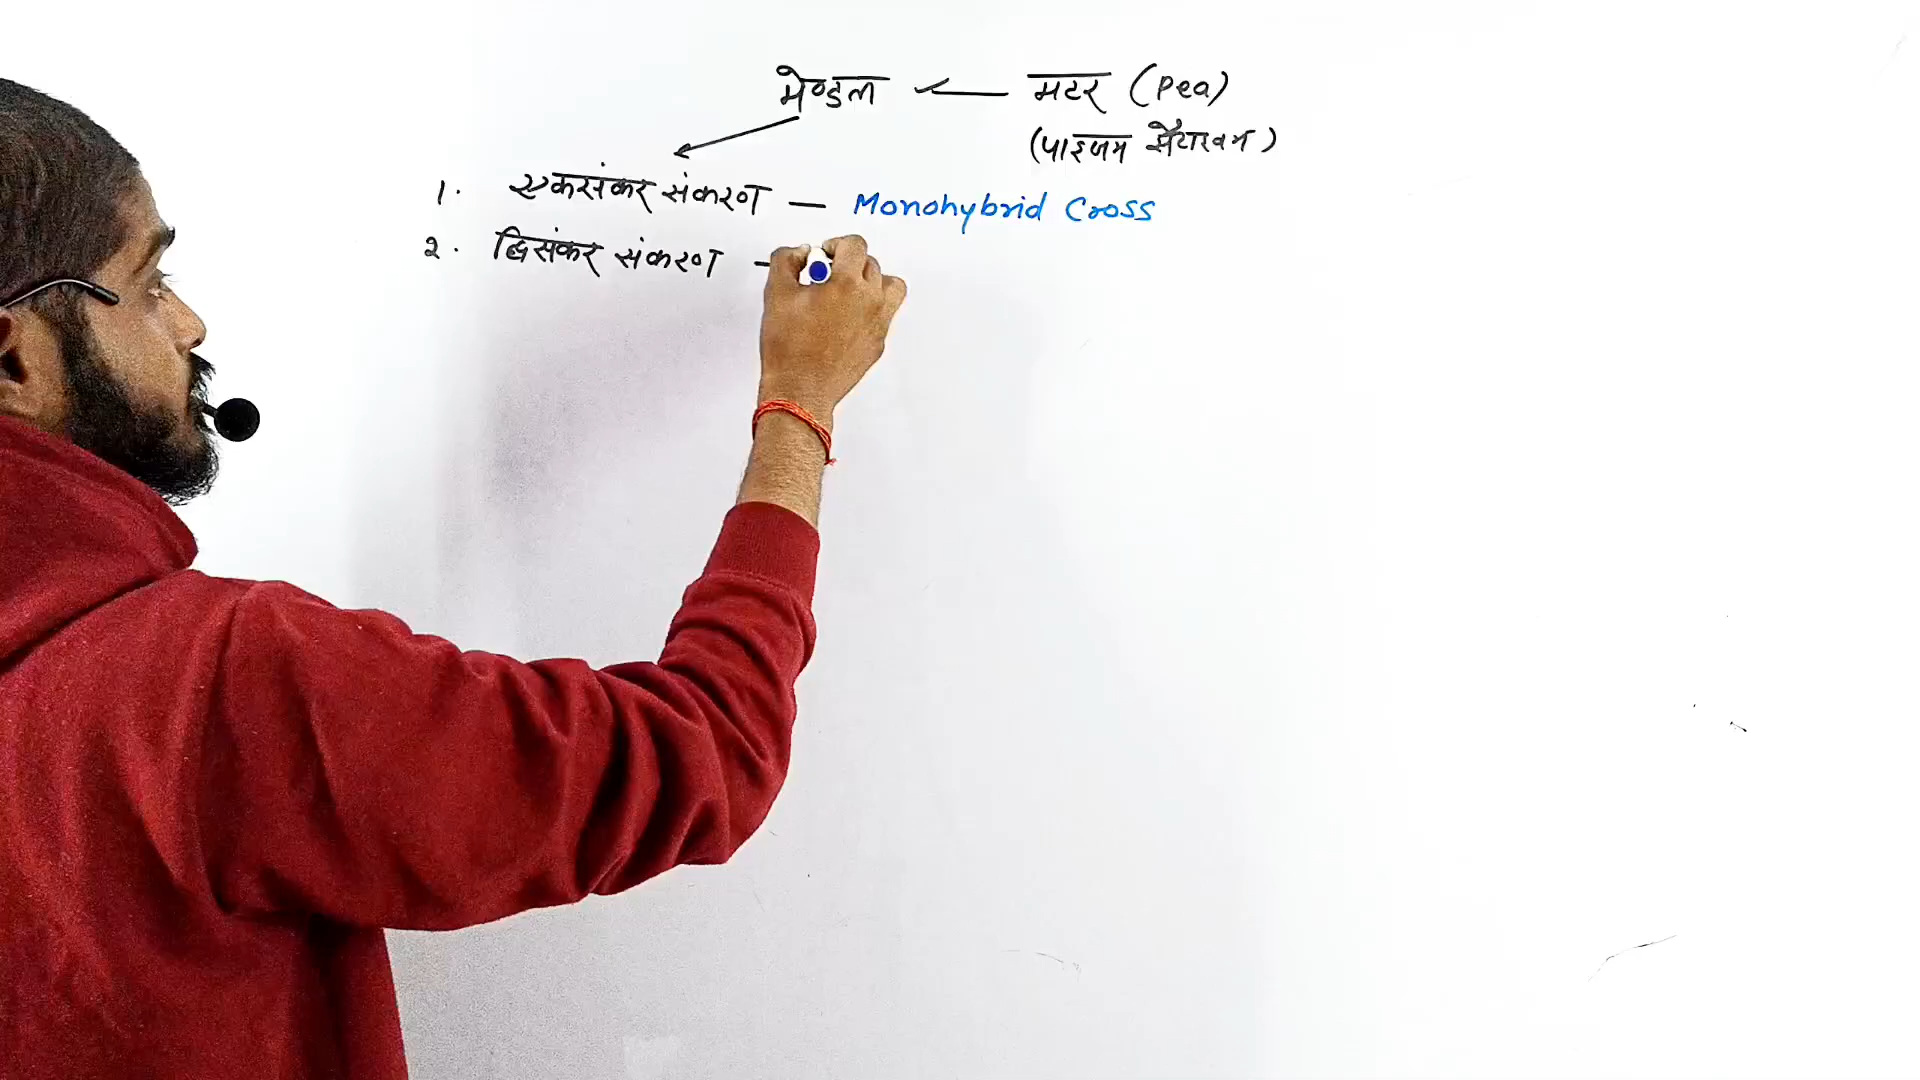 मेण्डल ← मटर (Pea)
(पाइजम सैटाइवम)
1. एकसंकर संकरण — Monohybrid Cross
2. द्विसंकर संकरण -